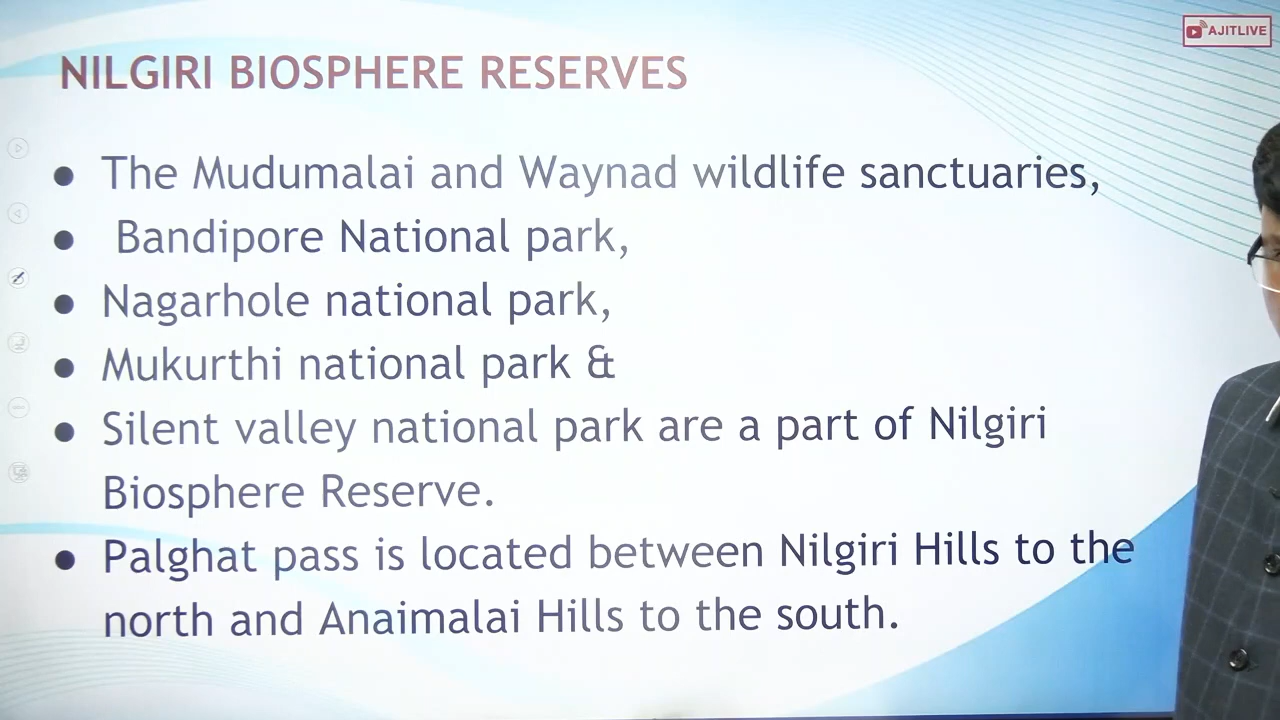 AJITLIVE
NILGIRI BIOSPHERE RESERVES
● The Mudumalai and Waynad wildlife sanctuaries,
● Bandipore National park,
● Nagarhole national park,
● Mukurthi national park &
● Silent valley national park are a part of Nilgiri
Biosphere Reserve.
● Palghat pass is located between Nilgiri Hills to the
north and Anaimalai Hills to the south.